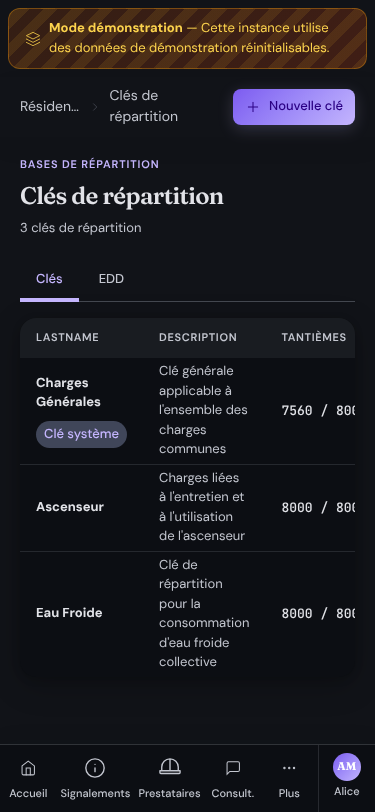 Mode démonstration — Cette instance utilise
des données de démonstration réinitialisables.
Résiden...
Clés de
répartition
Nouvelle clé
BASES DE RÉPARTITION
Clés de répartition
3 clés de répartition
Clés
EDD
LASTNAME
DESCRIPTION
TANTIÈMES
Charges
Générales
Clé système
Clé générale
applicable à
l'ensemble des
charges
communes
7560 / 800
Ascenseur
Charges liées
à l'entretien et
à l'utilisation
de l'ascenseur
8000 / 800
Eau Froide
Clé de
répartition
pour la
consommation
d'eau froide
collective
8000 / 800
Accueil
Signalements
Prestataires
Consult.
Plus
AM
Alice